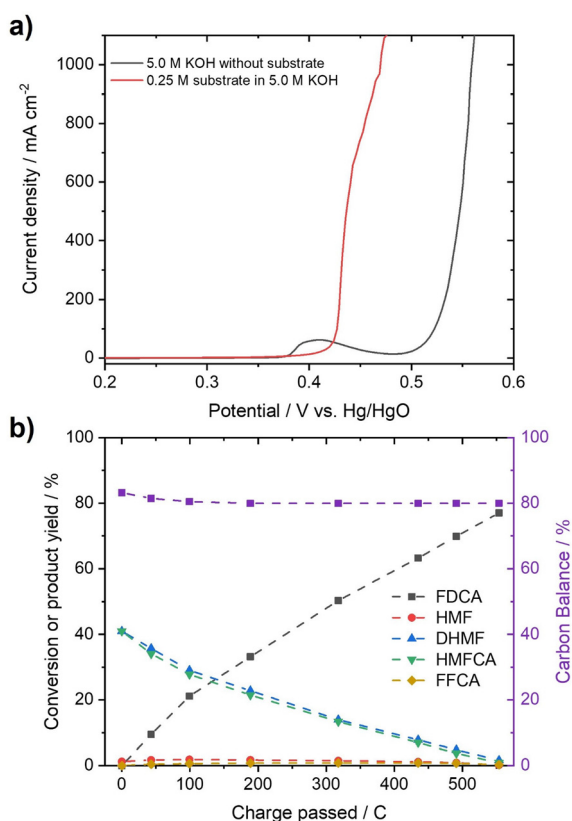 a)
5.0 M KOH without substrate
0.25 M substrate in 5.0 M KOH
Current density / mA cm⁻²
1000
800
600
400
200
0
0.2 0.3 0.4 0.5 0.6
Potential / V vs. Hg/HgO
b)
Conversion or product yield / %
100 100
80 80
60 60
40 40
20 20
0 0
FDCA
HMF
DHMF
HMFCA
FFCA
Carbon Balance / %
0 100 200 300 400 500
Charge passed / C